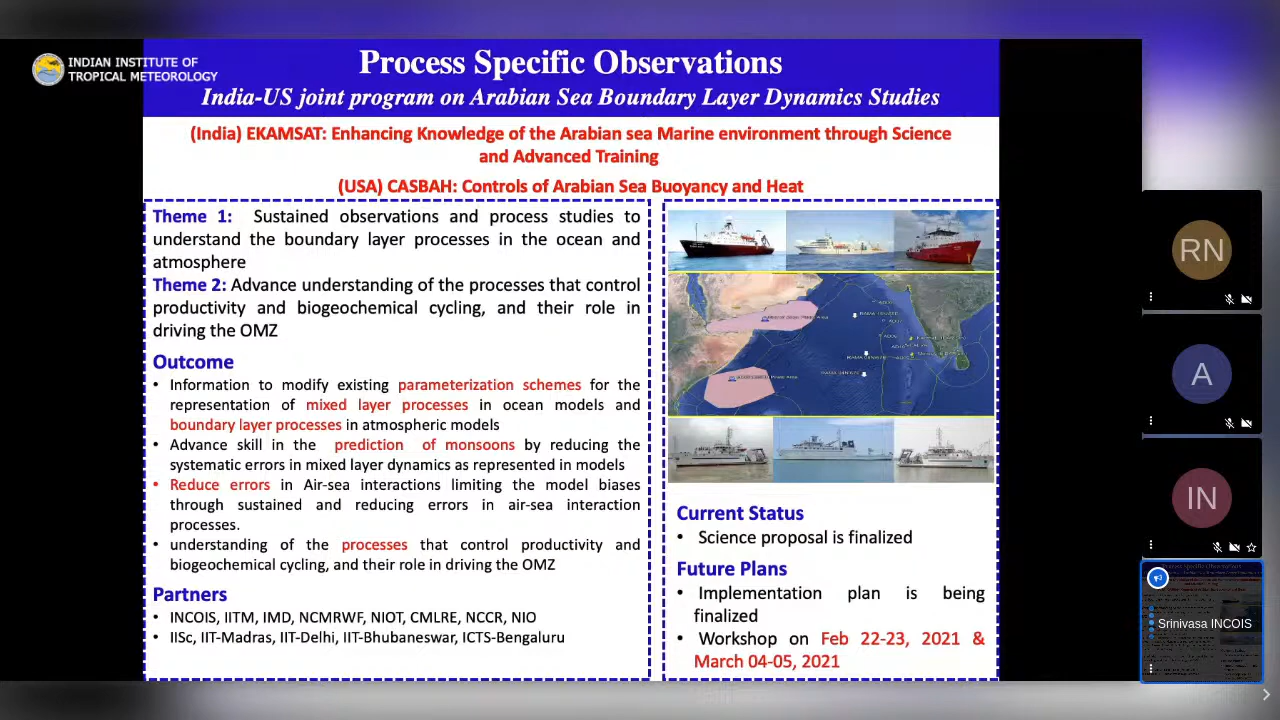 INDIAN INSTITUTE OF
TROPICAL METEOROLOGY
Process Specific Observations
India-US joint program on Arabian Sea Boundary Layer Dynamics Studies
(India) EKAMSAT: Enhancing Knowledge of the Arabian sea Marine environment through Science
and Advanced Training
(USA) CASBAH: Controls of Arabian Sea Buoyancy and Heat
Theme 1: Sustained observations and process studies to
understand the boundary layer processes in the ocean and
atmosphere
Theme 2: Advance understanding of the processes that control
productivity and biogeochemical cycling, and their role in
driving the OMZ
Outcome
• Information to modify existing parameterization schemes for the
representation of mixed layer processes in ocean models and
boundary layer processes in atmospheric models
• Advance skill in the prediction of monsoons by reducing the
systematic errors in mixed layer dynamics as represented in models
• Reduce errors in Air-sea interactions limiting the model biases
through sustained and reducing errors in air-sea interaction
processes.
• understanding of the processes that control productivity and
biogeochemical cycling, and their role in driving the OMZ
Partners
• INCOIS, IITM, IMD, NCMRWF, NIOT, CMLRE, NCCR, NIO
• IISc, IIT-Madras, IIT-Delhi, IIT-Bhubaneswar, ICTS-Bengaluru
Current Status
• Science proposal is finalized
Future Plans
• Implementation plan is being
finalized
• Workshop on Feb 22-23, 2021 &
March 04-05, 2021
RN
A
IN
Srinivasa INCOIS